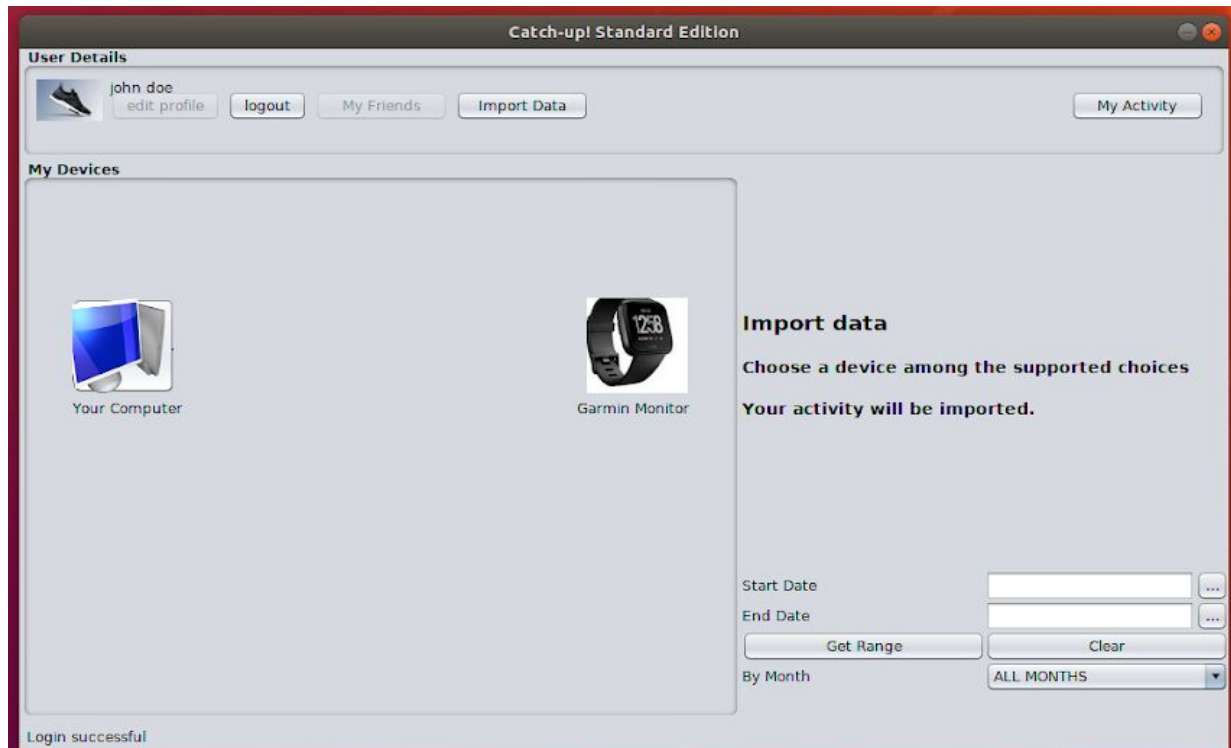 Catch-up! Standard Edition
User Details
john doe
edit profile logout My Friends Import Data My Activity
My Devices
12:58
Your Computer Garmin Monitor
Import data
Choose a device among the supported choices
Your activity will be imported.
Start Date ...
End Date ...
Get Range Clear
By Month ALL MONTHS
Login successful